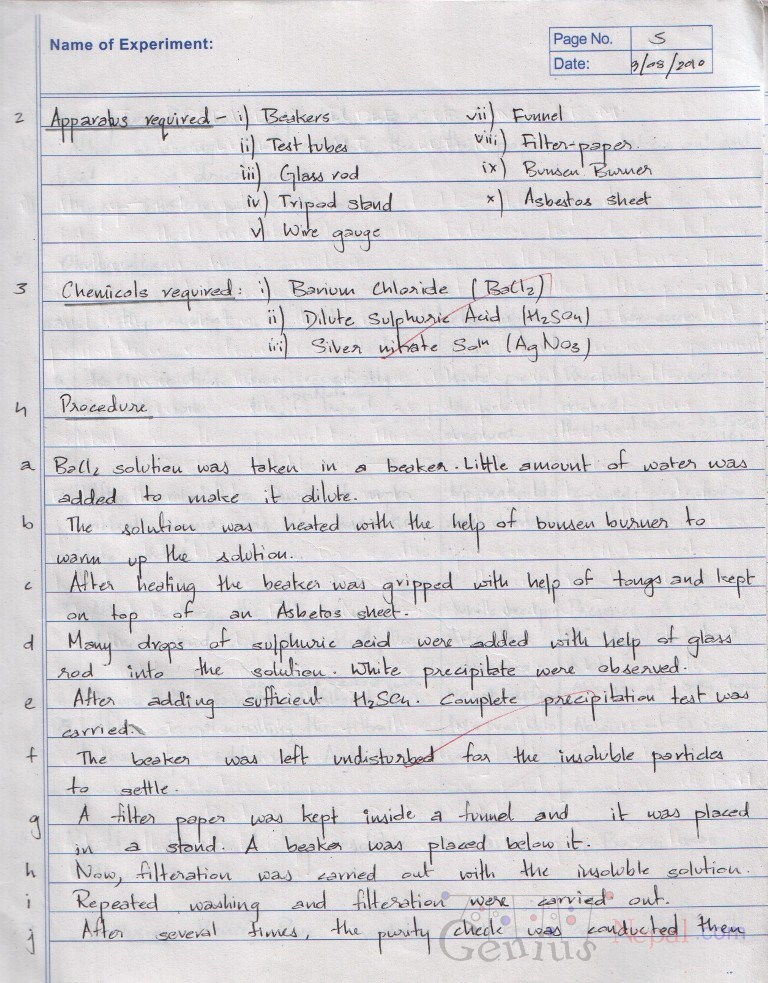 Name of Experiment:
Page No. 5
Date: 3/08/2010
2 Apparatus required - i) Beakers vii) Funnel
ii) Test tubes viii) Filter-paper.
iii) Glass rod ix) Bunsen Burner
iv) Tripod stand x) Asbestos sheet
v) Wire gauge
3 Chemicals required: i) Barium Chloride (BaCl2)
ii) Dilute Sulphuric Acid (H2SO4)
iii) Silver nitrate Soln (AgNO3)
4 Procedure
a BaCl2 solution was taken in a beaker. Little amount of water was
added to make it dilute.
b The solution was heated with the help of bunsen burner to
warm up the solution.
c After heating the beaker was gripped with help of tongs and kept
on top of an Asbetos sheet.
d Many drops of sulphuric acid were added with help of glass
rod into the solution. White precipitate were observed.
e After adding sufficient H2SO4. Complete precipitation test was
carried.
f The beaker was left undisturbed for the insoluble particles
to settle.
g A filter paper was kept inside a funnel and it was placed
in a stand. A beaker was placed below it.
h Now, filteration was carried out with the insoluble solution.
i Repeated washing and filteration were carried out.
j After several times, the purity check was conducted them
Genius Nepal.com